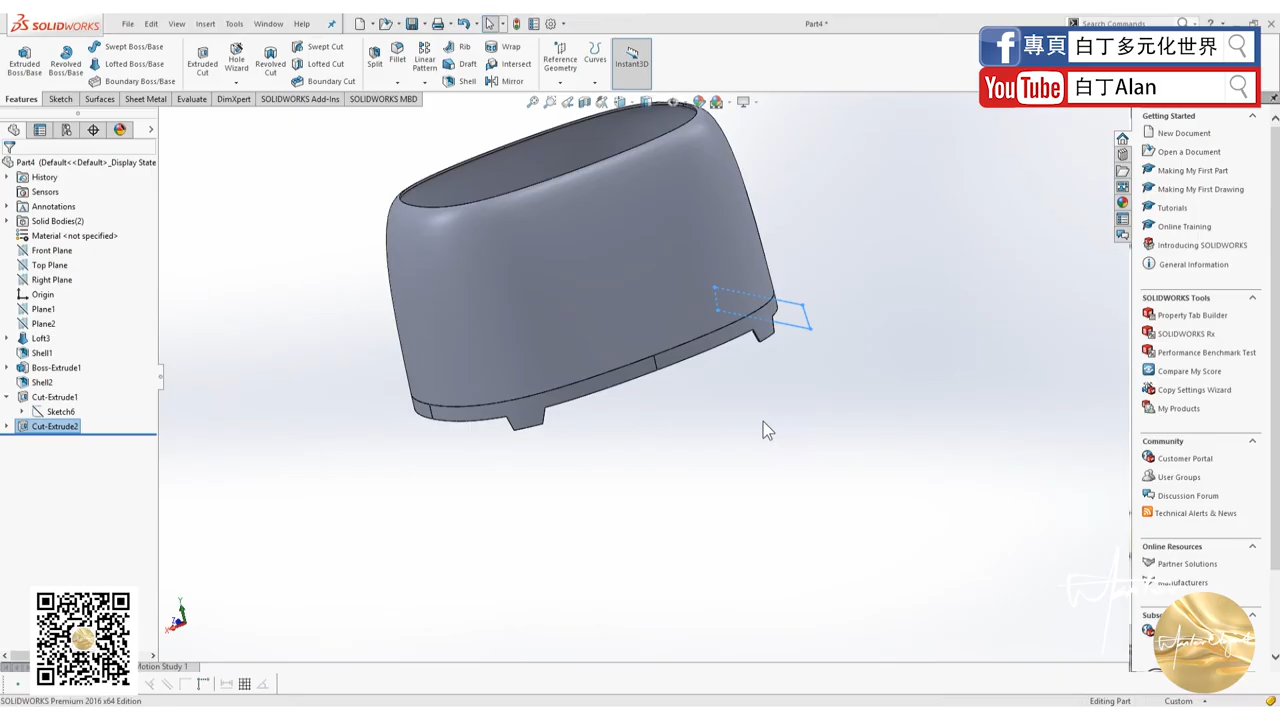 SOLIDWORKS
File Edit View Insert Tools Window Help
Part4 *
Search Commands
專頁 白丁多元化世界
YouTube 白丁Alan
Extruded Boss/Base
Revolved Boss/Base
Swept Boss/Base
Lofted Boss/Base
Boundary Boss/Base
Extruded Cut
Hole Wizard
Revolved Cut
Swept Cut
Lofted Cut
Boundary Cut
Split
Fillet
Linear Pattern
Rib
Draft
Shell
Wrap
Intersect
Mirror
Reference Geometry
Curves
Instant3D
Features Sketch Surfaces Sheet Metal Evaluate DimXpert SOLIDWORKS Add-Ins SOLIDWORKS MBD
Part4 (Default<<Default>_Display State
History
Sensors
Annotations
Solid Bodies(2)
Material <not specified>
Front Plane
Top Plane
Right Plane
Origin
Plane1
Plane2
Loft3
Shell1
Boss-Extrude1
Shell2
Cut-Extrude1
Sketch6
Cut-Extrude2
Getting Started
New Document
Open a Document
Making My First Part
Making My First Drawing
Tutorials
Online Training
Introducing SOLIDWORKS
General Information
SOLIDWORKS Tools
Property Tab Builder
SOLIDWORKS Rx
Performance Benchmark Test
Compare My Score
Copy Settings Wizard
My Products
Community
Customer Portal
User Groups
Discussion Forum
Technical Alerts & News
Online Resources
Partner Solutions
Manufacturers
Subs
Y
X
Z
Motion Study 1
SOLIDWORKS Premium 2016 x64 Edition
Editing Part
Custom